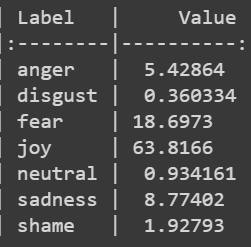 | Label    |      Value |
|:--------|----------:|
| anger   |   5.42864  |
| disgust |   0.360334 |
| fear    |  18.6973   |
| joy     |  63.8166   |
| neutral |   0.934161 |
| sadness |   8.77402  |
| shame   |   1.92793  |